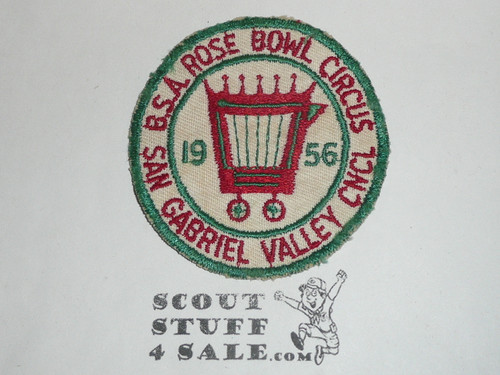 B.S.A. ROSE BOWL CIRCUS
19 56
SAN GABRIEL VALLEY CNCL
SCOUT
STUFF
4 SALE.COM